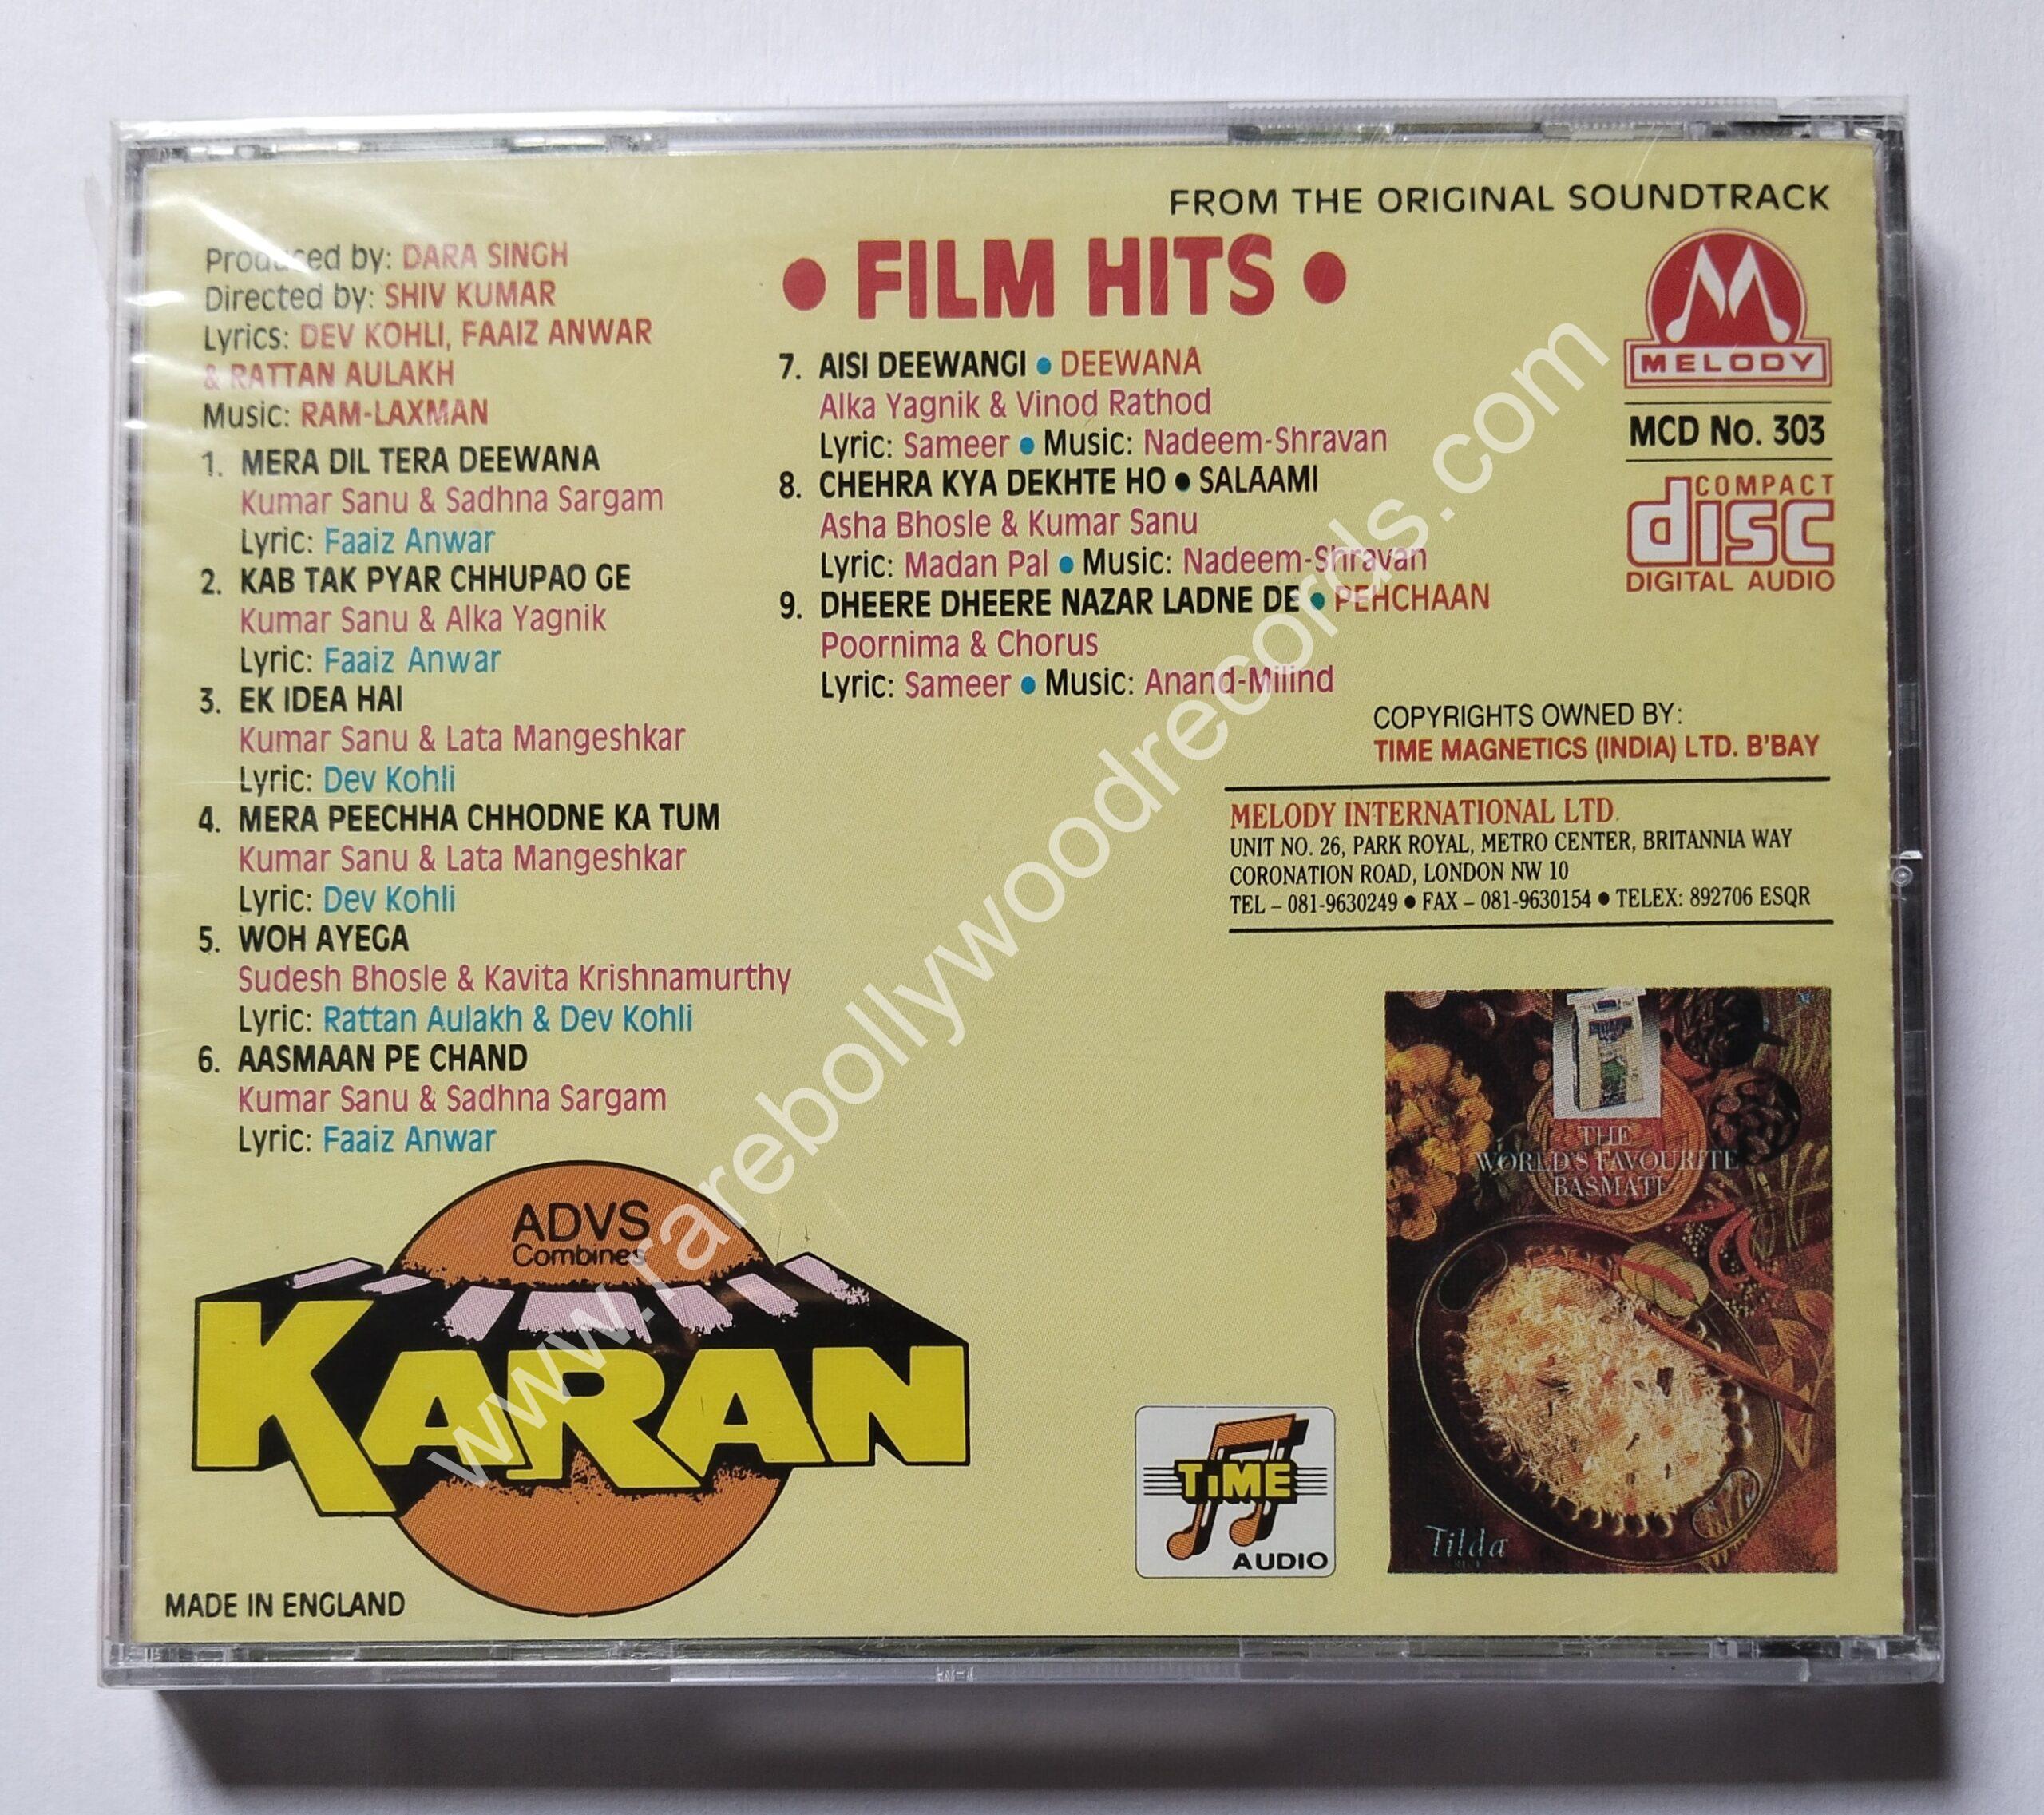 FROM THE ORIGINAL SOUNDTRACK
Produced by: DARA SINGH
Directed by: SHIV KUMAR
Lyrics: DEV KOHLI, FAAIZ ANWAR
& RATTAN AULAKH
Music: RAM-LAXMAN
1. MERA DIL TERA DEEWANA
Kumar Sanu & Sadhna Sargam
Lyric: Faaiz Anwar
2. KAB TAK PYAR CHHUPAO GE
Kumar Sanu & Alka Yagnik
Lyric: Faaiz Anwar
3. EK IDEA HAI
Kumar Sanu & Lata Mangeshkar
Lyric: Dev Kohli
4. MERA PEECHHA CHHODNE KA TUM
Kumar Sanu & Lata Mangeshkar
Lyric: Dev Kohli
5. WOH AYEGA
Sudesh Bhosle & Kavita Krishnamurthy
Lyric: Rattan Aulakh & Dev Kohli
6. AASMAAN PE CHAND
Kumar Sanu & Sadhna Sargam
Lyric: Faaiz Anwar
• FILM HITS •
7. AISI DEEWANGI • DEEWANA
Alka Yagnik & Vinod Rathod
Lyric: Sameer • Music: Nadeem-Shravan
8. CHEHRA KYA DEKHTE HO • SALAAMI
Asha Bhosle & Kumar Sanu
Lyric: Madan Pal • Music: Nadeem-Shravan
9. DHEERE DHEERE NAZAR LADNE DE • PEHCHAAN
Poornima & Chorus
Lyric: Sameer • Music: Anand-Milind
M
MELODY
MCD No. 303
COMPACT
disc
DIGITAL AUDIO
COPYRIGHTS OWNED BY:
TIME MAGNETICS (INDIA) LTD. B'BAY
MELODY INTERNATIONAL LTD.
UNIT NO. 26, PARK ROYAL, METRO CENTER, BRITANNIA WAY
CORONATION ROAD, LONDON NW 10
TEL – 081-9630249 • FAX – 081-9630154 • TELEX: 892706 ESQR
ADVS
Combines
KARAN
MADE IN ENGLAND
TiME
AUDIO
THE
WORLD'S FAVOURITE
BASMATI
Tilda
www.rarebollywoodrecords.com